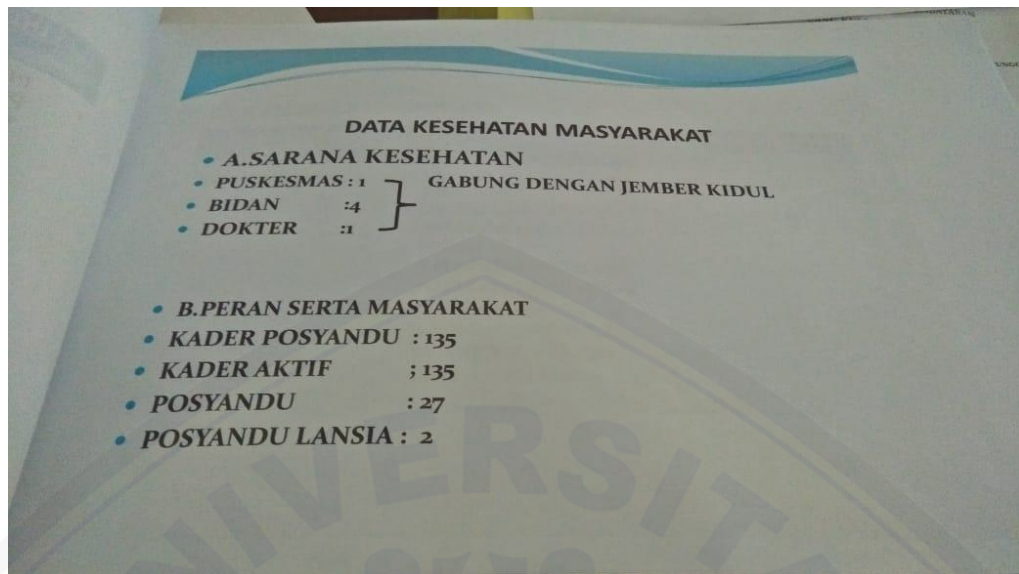 DATA KESEHATAN MASYARAKAT
• A.SARANA KESEHATAN
• PUSKESMAS : 1 GABUNG DENGAN JEMBER KIDUL
• BIDAN :4
• DOKTER :1
• B.PERAN SERTA MASYARAKAT
• KADER POSYANDU : 135
• KADER AKTIF ; 135
• POSYANDU : 27
• POSYANDU LANSIA : 2